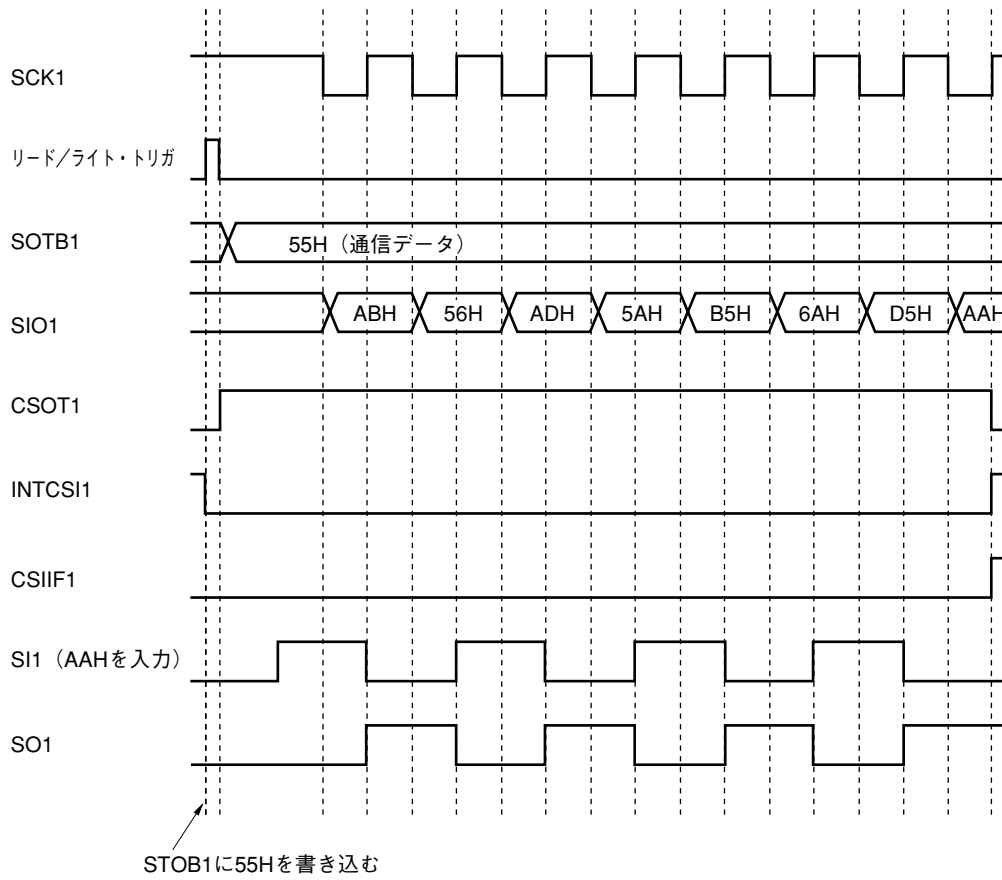 SCK1
リード／ライト・トリガ
SOTB1
55H（通信データ）
SIO1
ABH 56H ADH 5AH B5H 6AH D5H AAH
CSOT1
INTCSI1
CSIIF1
SI1（AAHを入力）
SO1
STOB1に55Hを書き込む